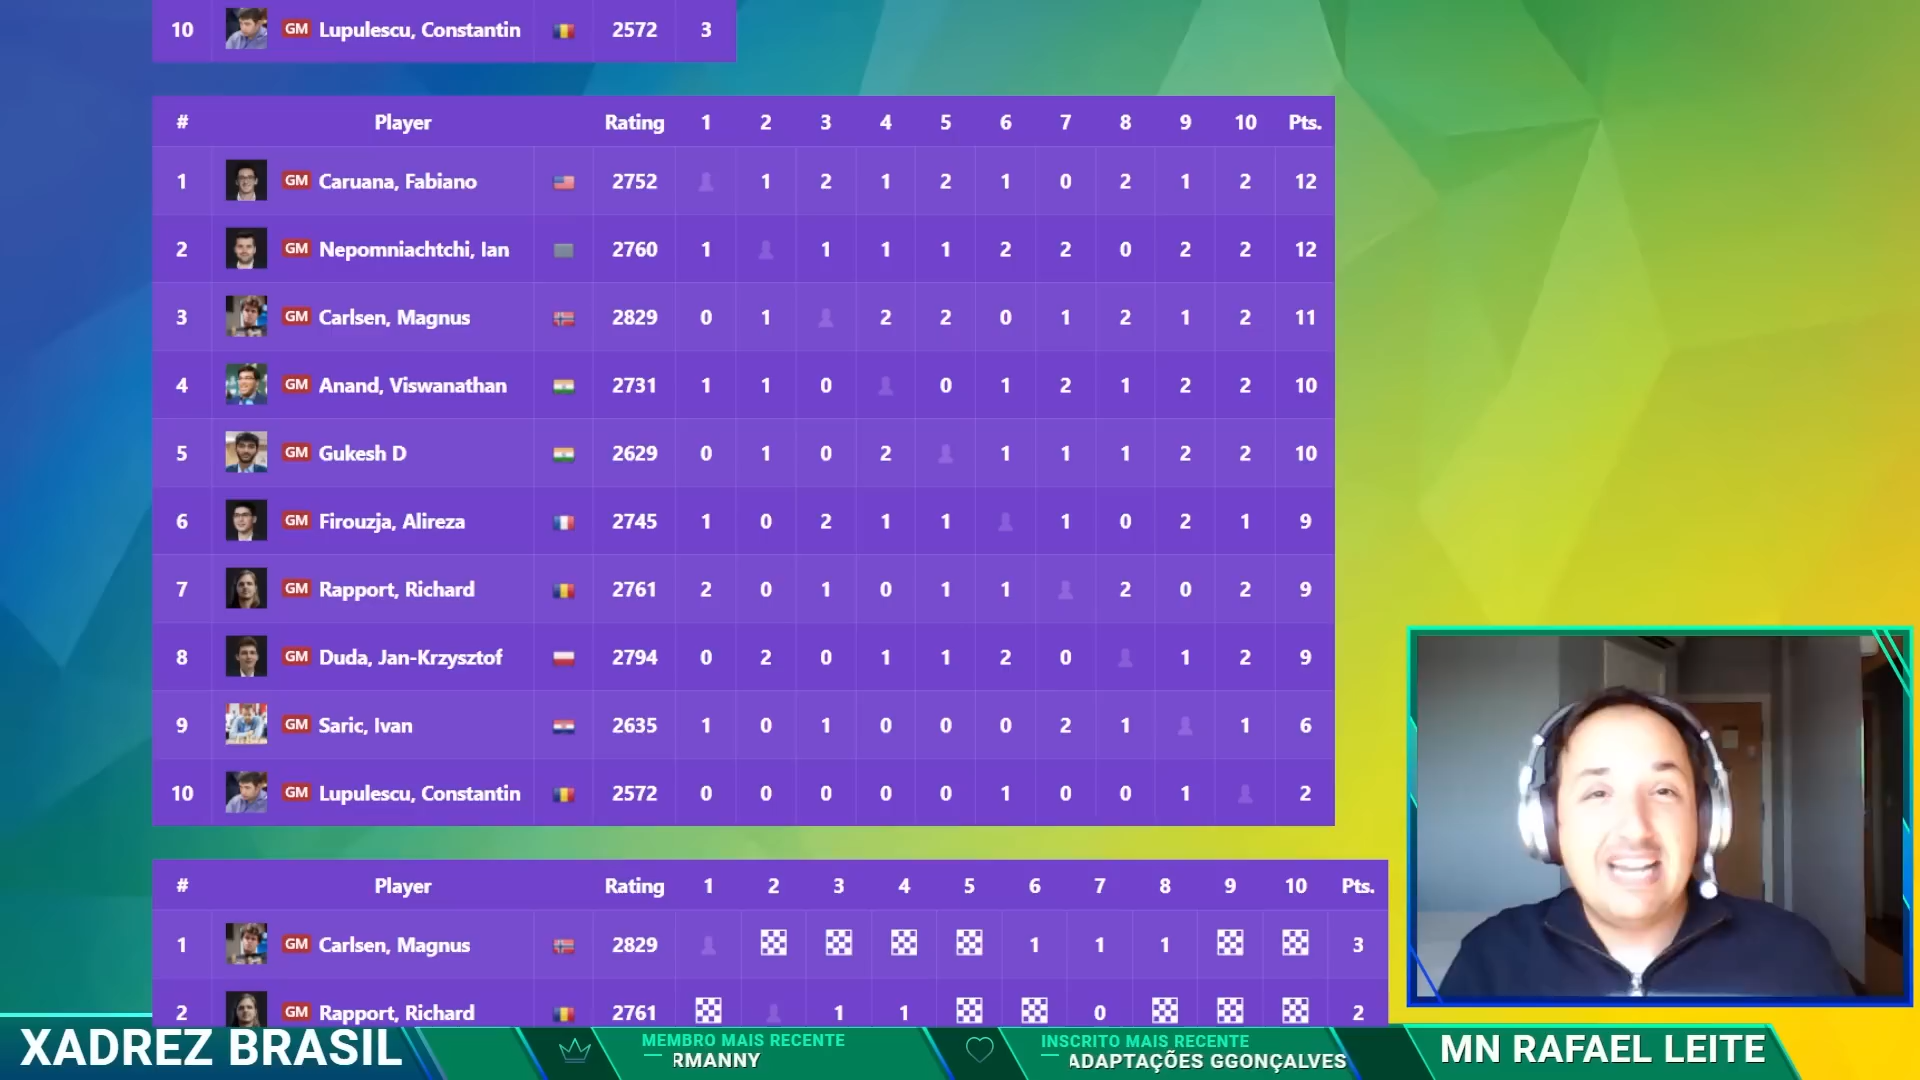 10 GM Lupulescu, Constantin 2572 3
# Player Rating 1 2 3 4 5 6 7 8 9 10 Pts.
1 GM Caruana, Fabiano 2752 1 2 1 2 1 0 2 1 2 12
2 GM Nepomniachtchi, Ian 2760 1 1 1 1 2 2 0 2 2 12
3 GM Carlsen, Magnus 2829 0 1 2 2 0 1 2 1 2 11
4 GM Anand, Viswanathan 2731 1 1 0 0 1 2 1 2 2 10
5 GM Gukesh D 2629 0 1 0 2 1 1 1 2 2 10
6 GM Firouzja, Alireza 2745 1 0 2 1 1 1 0 2 1 9
7 GM Rapport, Richard 2761 2 0 1 0 1 1 2 0 2 9
8 GM Duda, Jan-Krzysztof 2794 0 2 0 1 1 2 0 1 2 9
9 GM Saric, Ivan 2635 1 0 1 0 0 0 2 1 1 6
10 GM Lupulescu, Constantin 2572 0 0 0 0 0 1 0 0 1 2
# Player Rating 1 2 3 4 5 6 7 8 9 10 Pts.
1 GM Carlsen, Magnus 2829 1 1 1 3
2 GM Rapport, Richard 2761 1 1 0 2
XADREZ BRASIL
MEMBRO MAIS RECENTE
RMANNY
INSCRITO MAIS RECENTE
ADAPTAÇÕES GGONÇALVES
MN RAFAEL LEITE